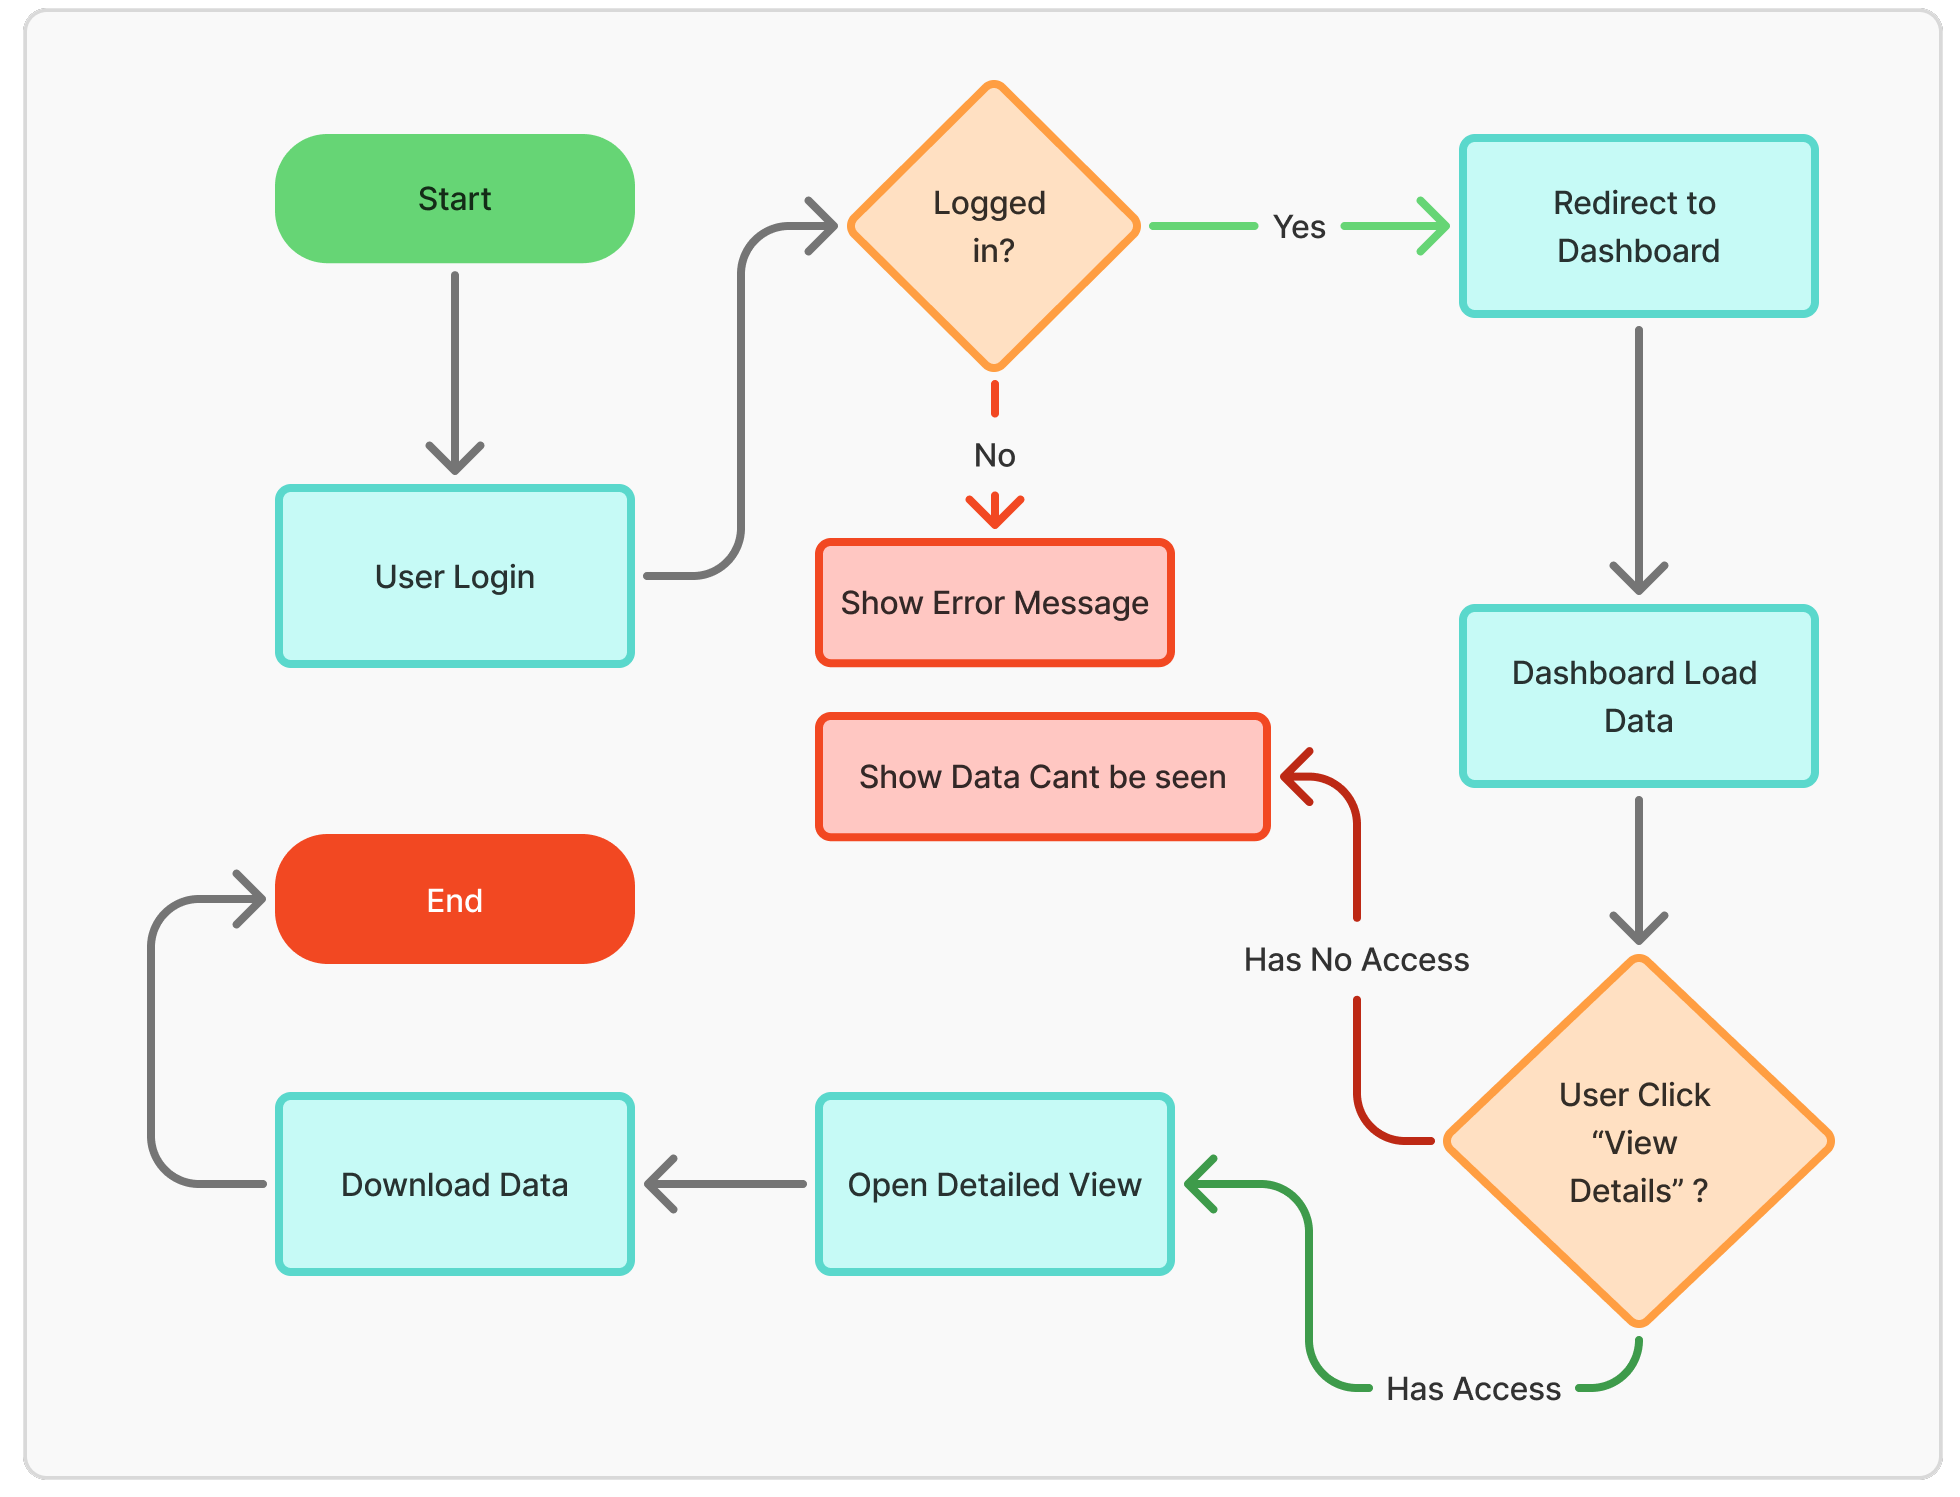 Start
Logged
in?
Yes
Redirect to
Dashboard
No
User Login
Show Error Message
Dashboard Load
Data
Show Data Cant be seen
End
Has No Access
User Click
“View
Details” ?
Open Detailed View
Download Data
Has Access